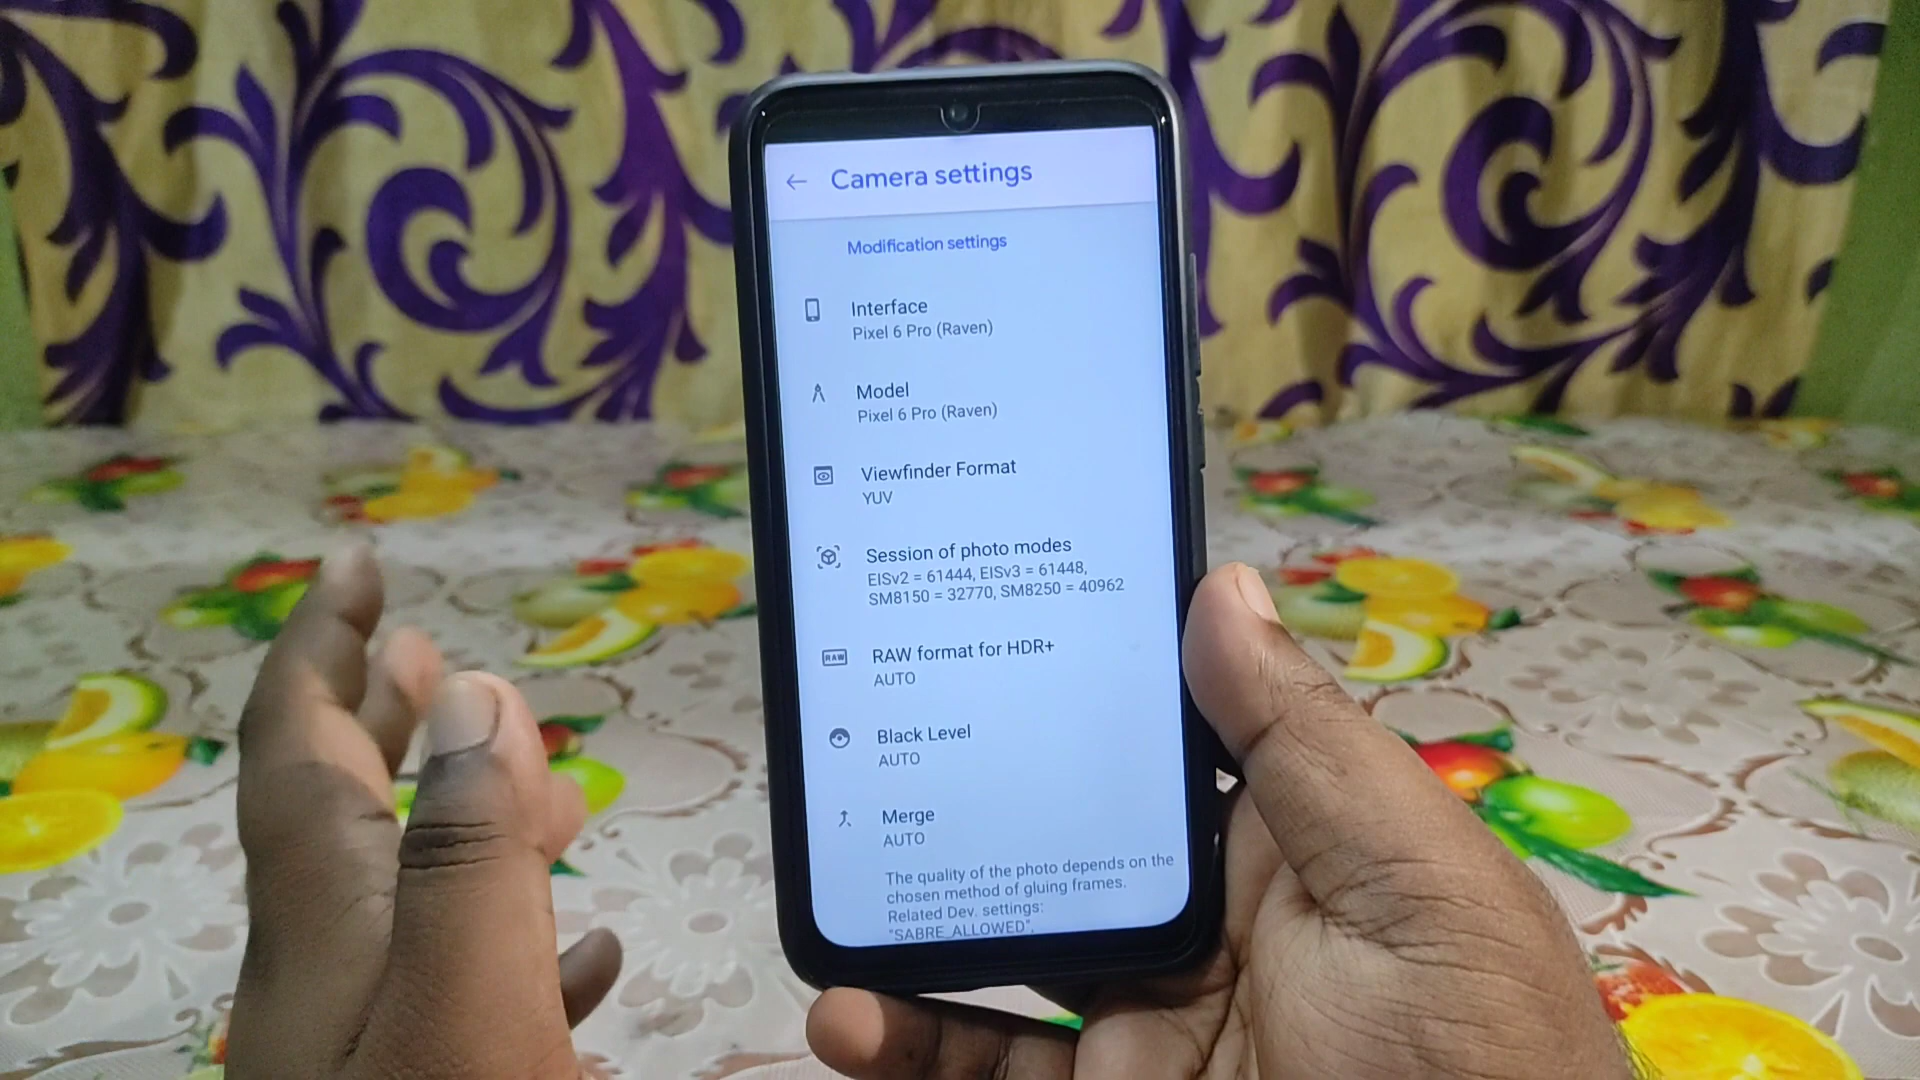 Camera settings
Modification settings
Interface
Pixel 6 Pro (Raven)
Model
Pixel 6 Pro (Raven)
Viewfinder Format
YUV
Session of photo modes
EISv2 = 61444, EISv3 = 61448,
SM8150 = 32770, SM8250 = 40962
RAW
RAW format for HDR+
AUTO
Black Level
AUTO
Merge
AUTO
The quality of the photo depends on the
chosen method of gluing frames.
Related Dev. settings:
"SABRE_ALLOWED",